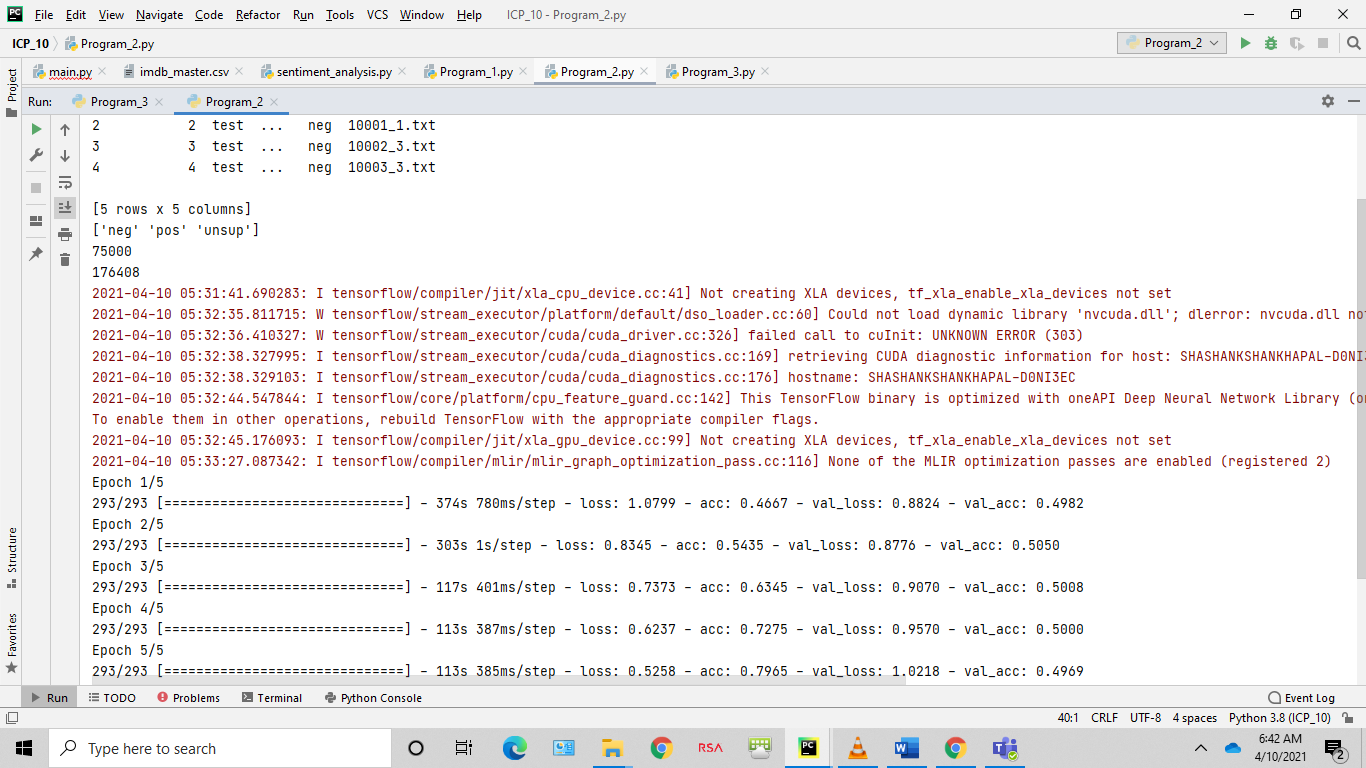 File Edit View Navigate Code Refactor Run Tools VCS Window Help ICP_10 - Program_2.py
ICP_10 Program_2.py Program_2
main.py imdb_master.csv sentiment_analysis.py Program_1.py Program_2.py Program_3.py
Project
Run: Program_3 Program_2
2 2 test ... neg 10001_1.txt
3 3 test ... neg 10002_3.txt
4 4 test ... neg 10003_3.txt
[5 rows x 5 columns]
['neg' 'pos' 'unsup']
75000
176408
2021-04-10 05:31:41.690283: I tensorflow/compiler/jit/xla_cpu_device.cc:41] Not creating XLA devices, tf_xla_enable_xla_devices not set
2021-04-10 05:32:35.811715: W tensorflow/stream_executor/platform/default/dso_loader.cc:60] Could not load dynamic library 'nvcuda.dll'; dlerror: nvcuda.dll no
2021-04-10 05:32:36.410327: W tensorflow/stream_executor/cuda/cuda_driver.cc:326] failed call to cuInit: UNKNOWN ERROR (303)
2021-04-10 05:32:38.327995: I tensorflow/stream_executor/cuda/cuda_diagnostics.cc:169] retrieving CUDA diagnostic information for host: SHASHANKSHANKHAPAL-D0NI3
2021-04-10 05:32:38.329103: I tensorflow/stream_executor/cuda/cuda_diagnostics.cc:176] hostname: SHASHANKSHANKHAPAL-D0NI3EC
2021-04-10 05:32:44.547844: I tensorflow/core/platform/cpu_feature_guard.cc:142] This TensorFlow binary is optimized with oneAPI Deep Neural Network Library (o
To enable them in other operations, rebuild TensorFlow with the appropriate compiler flags.
2021-04-10 05:32:45.176093: I tensorflow/compiler/jit/xla_gpu_device.cc:99] Not creating XLA devices, tf_xla_enable_xla_devices not set
2021-04-10 05:33:27.087342: I tensorflow/compiler/mlir/mlir_graph_optimization_pass.cc:116] None of the MLIR optimization passes are enabled (registered 2)
Epoch 1/5
293/293 [==============================] - 374s 780ms/step - loss: 1.0799 - acc: 0.4667 - val_loss: 0.8824 - val_acc: 0.4982
Epoch 2/5
293/293 [==============================] - 303s 1s/step - loss: 0.8345 - acc: 0.5435 - val_loss: 0.8776 - val_acc: 0.5050
Epoch 3/5
293/293 [==============================] - 117s 401ms/step - loss: 0.7373 - acc: 0.6345 - val_loss: 0.9070 - val_acc: 0.5008
Epoch 4/5
293/293 [==============================] - 113s 387ms/step - loss: 0.6237 - acc: 0.7275 - val_loss: 0.9570 - val_acc: 0.5000
Epoch 5/5
293/293 [==============================] - 113s 385ms/step - loss: 0.5258 - acc: 0.7965 - val_loss: 1.0218 - val_acc: 0.4969
Structure
Favorites
Run TODO Problems Terminal Python Console Event Log
40:1 CRLF UTF-8 4 spaces Python 3.8 (ICP_10)
Type here to search RSA 6:42 AM
4/10/2021 2